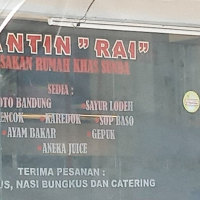 ANTIN "RAI"
SAKAN RUMAH KHAS SUNDA
SEDIA :
OTO BANDUNG SAYUR LODEH
ENCOK KAREDOK SOP BASO
AYAM BAKAR GEPUK
ANEKA JUICE
TERIMA PESANAN :
US, NASI BUNGKUS DAN CATERING